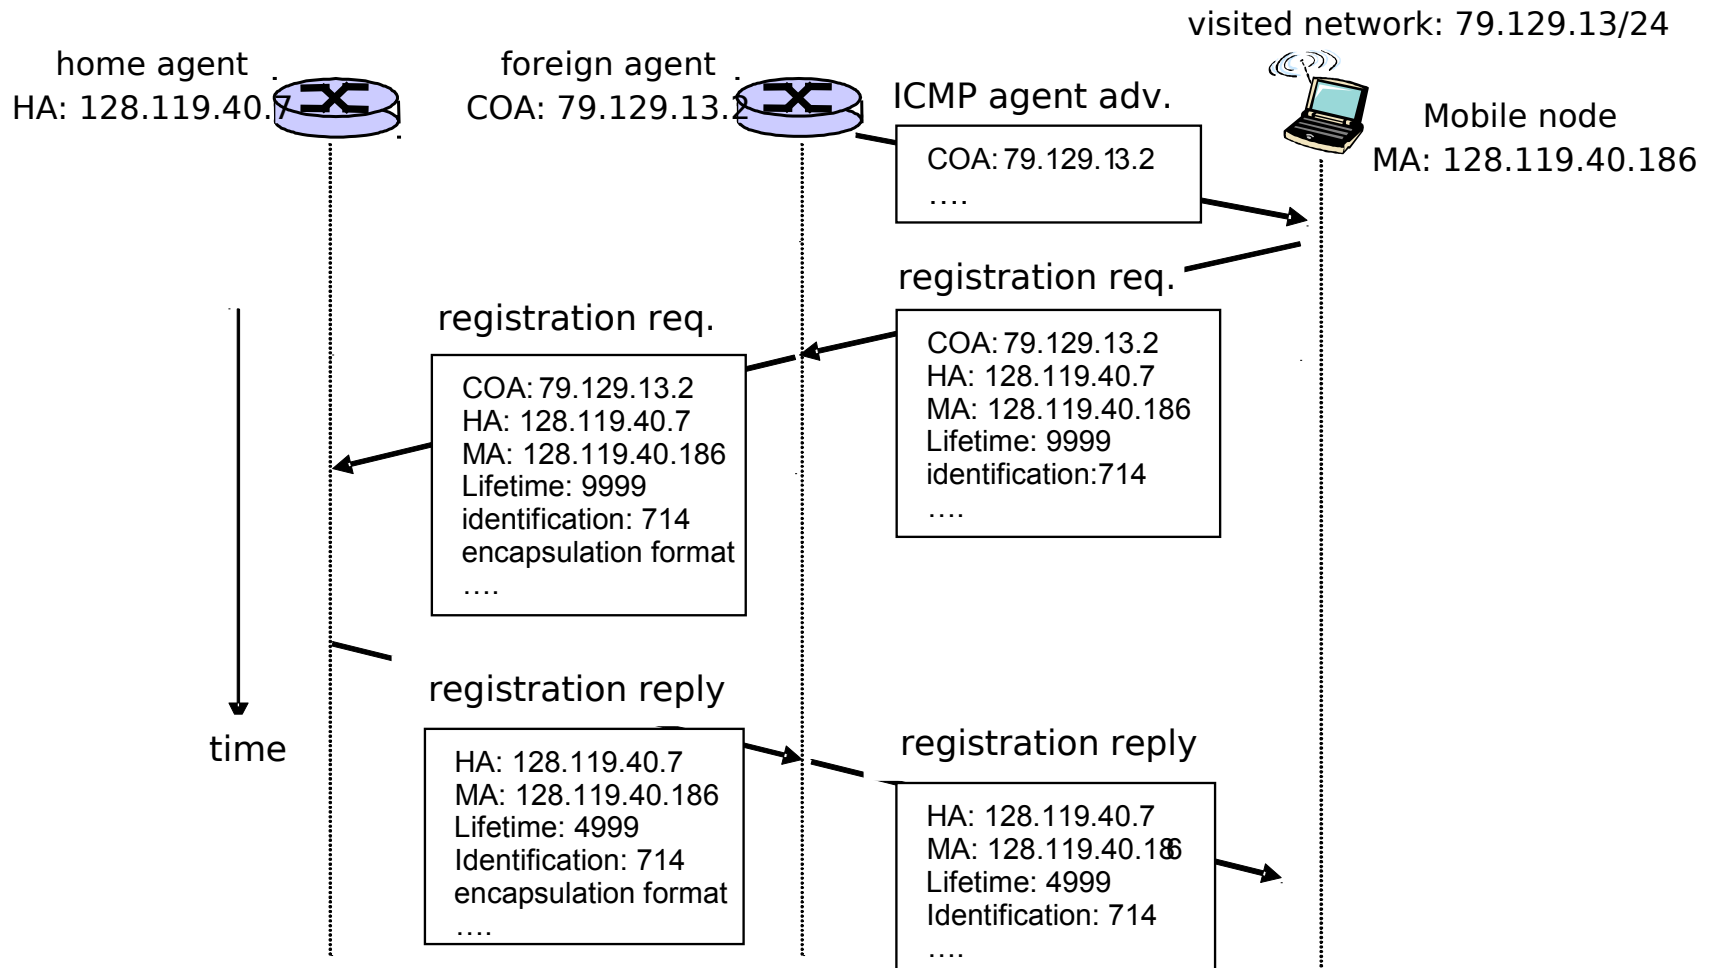 visited network: 79.129.13/24
home agent
HA: 128.119.40.7
foreign agent
COA: 79.129.13.2
ICMP agent adv.
COA: 79.129.13.2
….
Mobile node
MA: 128.119.40.186
registration req.
COA: 79.129.13.2
HA: 128.119.40.7
MA: 128.119.40.186
Lifetime: 9999
identification:714
….
registration req.
COA: 79.129.13.2
HA: 128.119.40.7
MA: 128.119.40.186
Lifetime: 9999
identification: 714
encapsulation format
….
time
registration reply
HA: 128.119.40.7
MA: 128.119.40.186
Lifetime: 4999
Identification: 714
encapsulation format
….
registration reply
HA: 128.119.40.7
MA: 128.119.40.186
Lifetime: 4999
Identification: 714
….